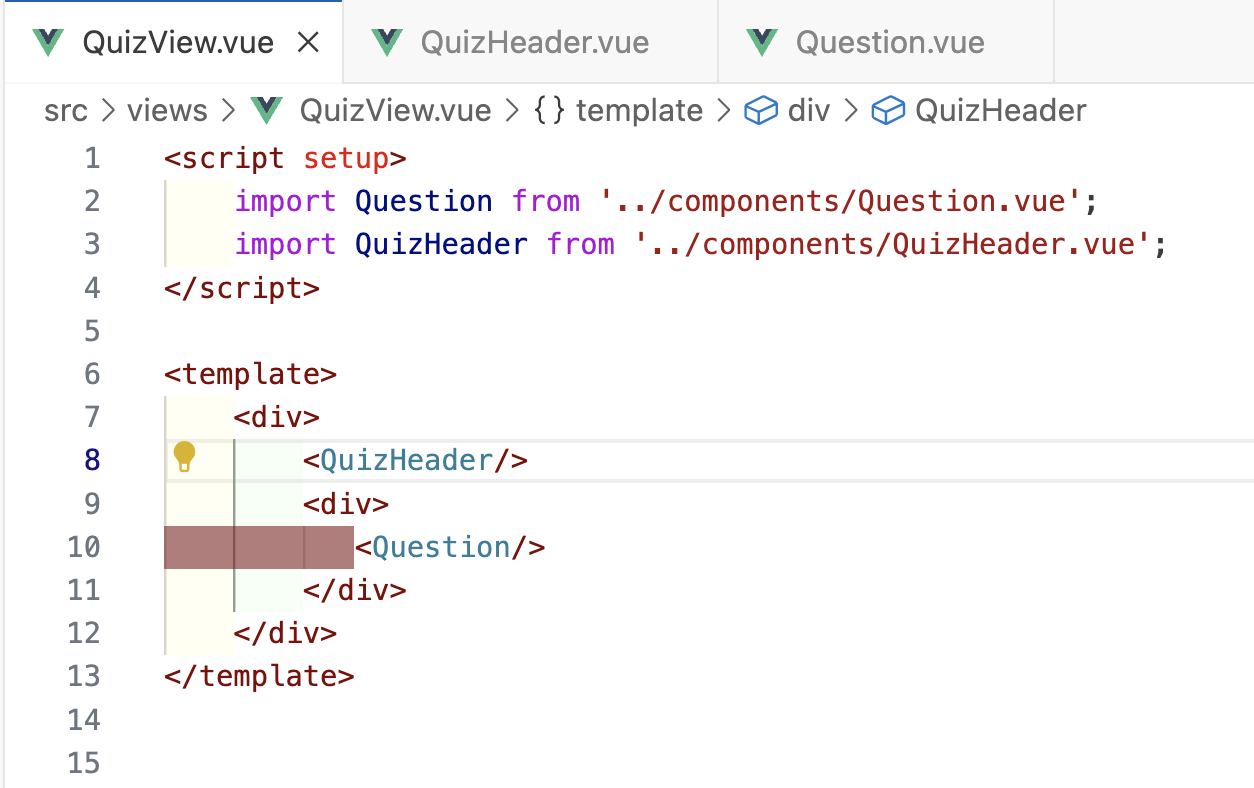 QuizView.vue × QuizHeader.vue Question.vue
src > views > QuizView.vue > {} template > div > QuizHeader
1 <script setup>
2     import Question from '../components/Question.vue';
3     import QuizHeader from '../components/QuizHeader.vue';
4 </script>
5
6 <template>
7     <div>
8         <QuizHeader/>
9         <div>
10            <Question/>
11         </div>
12     </div>
13 </template>
14
15